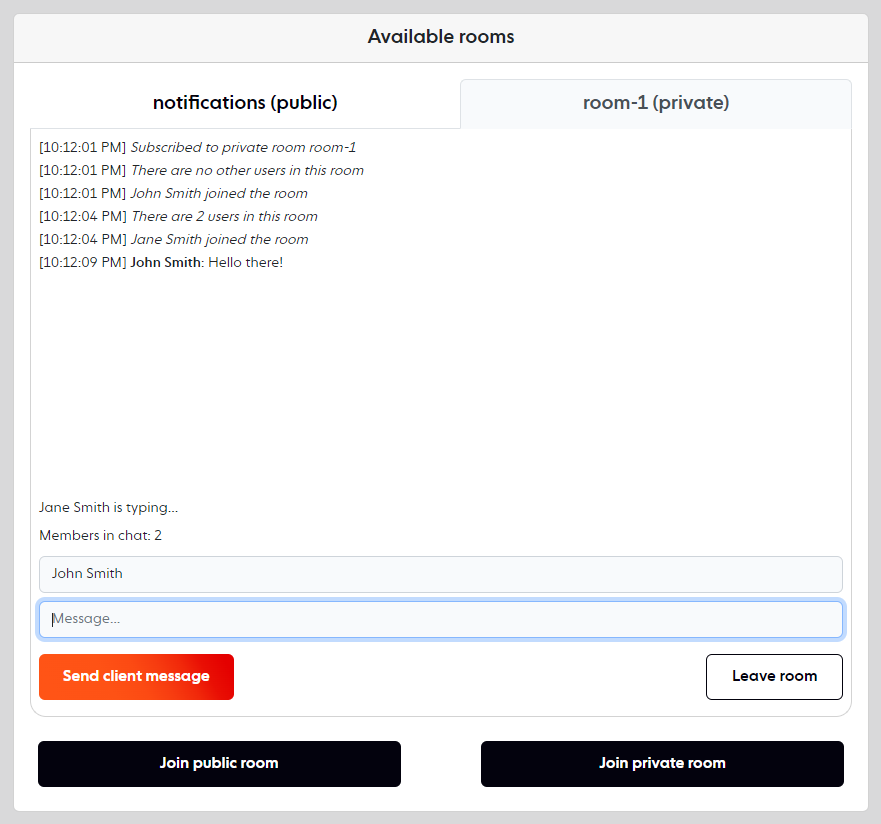 Available rooms
notifications (public)
room-1 (private)
[10:12:01 PM] Subscribed to private room room-1
[10:12:01 PM] There are no other users in this room
[10:12:01 PM] John Smith joined the room
[10:12:04 PM] There are 2 users in this room
[10:12:04 PM] Jane Smith joined the room
[10:12:09 PM] John Smith: Hello there!
Jane Smith is typing...
Members in chat: 2
John Smith
Message...
Send client message
Leave room
Join public room
Join private room